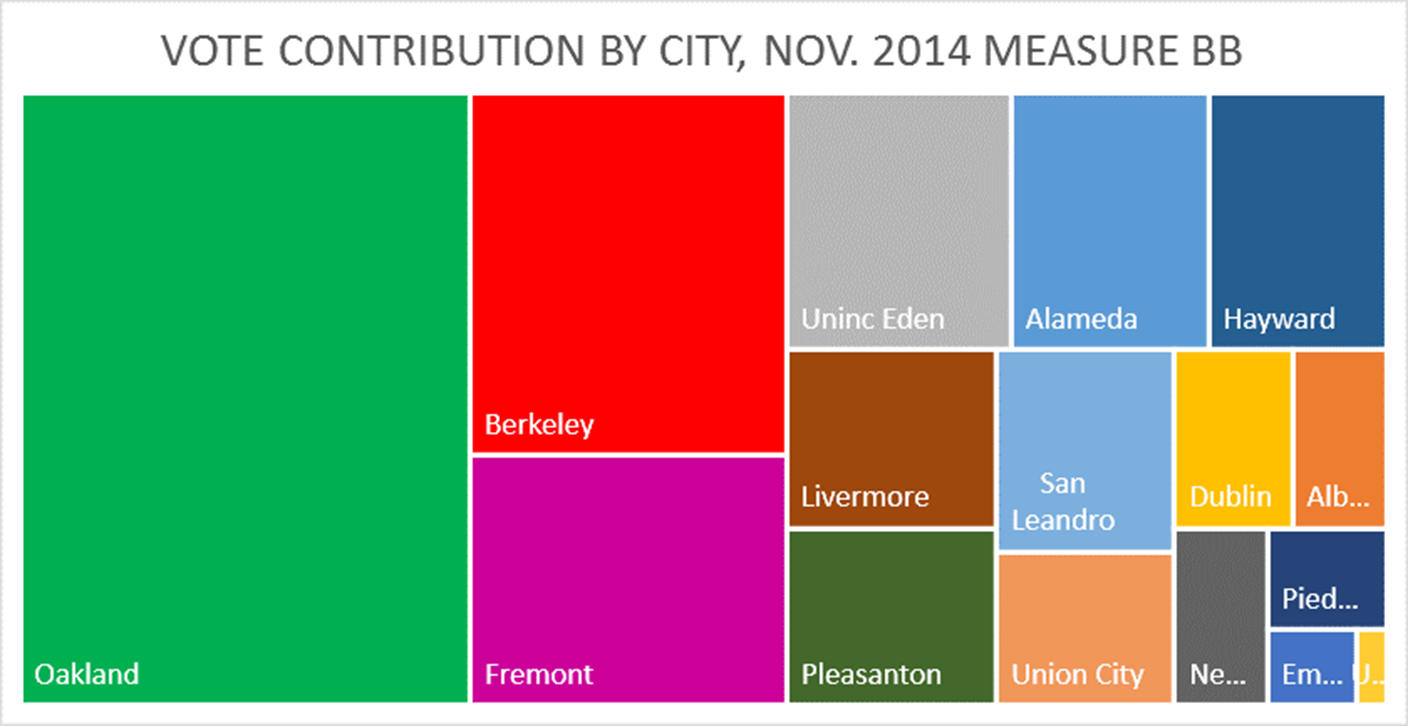 VOTE CONTRIBUTION BY CITY, NOV. 2014 MEASURE BB
Oakland
Berkeley
Fremont
Uninc Eden
Alameda
Hayward
Livermore
San
Leandro
Dublin
Alb...
Pleasanton
Union City
Ne...
Pied...
Em...
U...